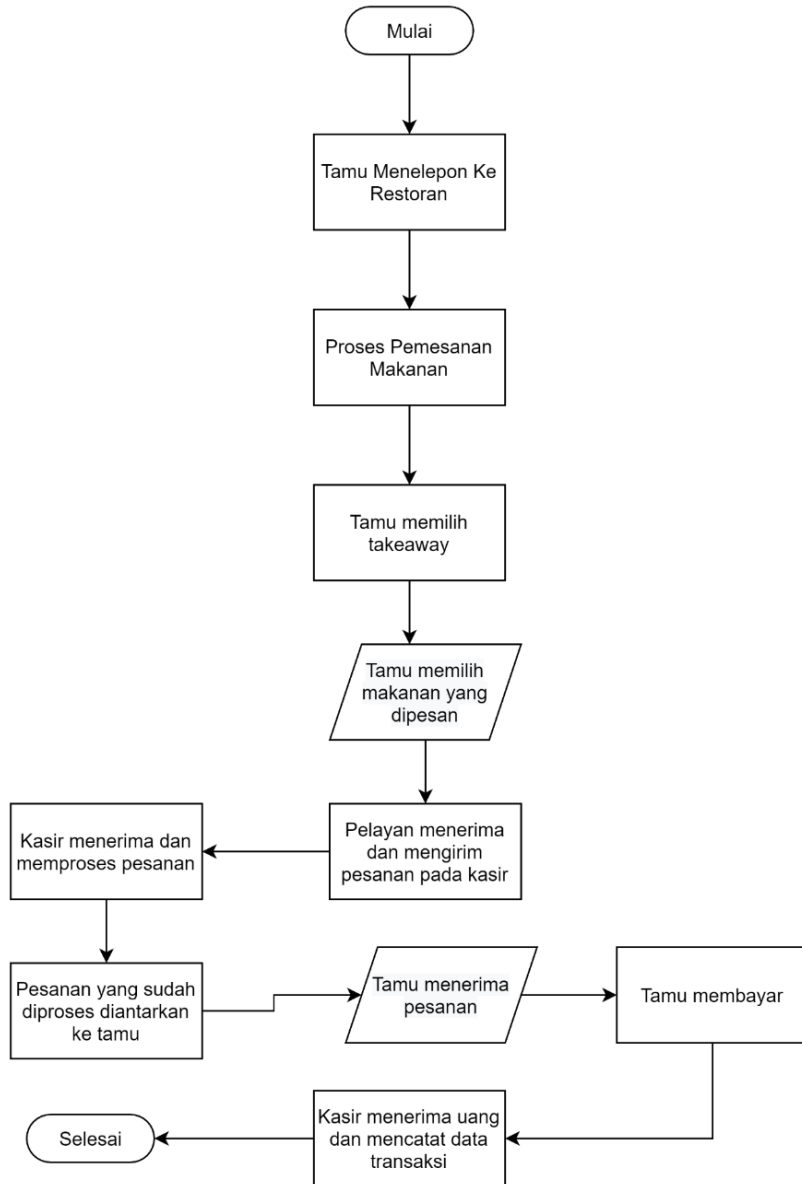 Mulai
Tamu Menelepon Ke
Restoran
Proses Pemesanan
Makanan
Tamu memilih
takeaway
Tamu memilih
makanan yang
dipesan
Pelayan menerima
dan mengirim
pesanan pada kasir
Kasir menerima dan
memproses pesanan
Pesanan yang sudah
diproses diantarkan
ke tamu
Tamu menerima
pesanan
Tamu membayar
Kasir menerima uang
dan mencatat data
transaksi
Selesai